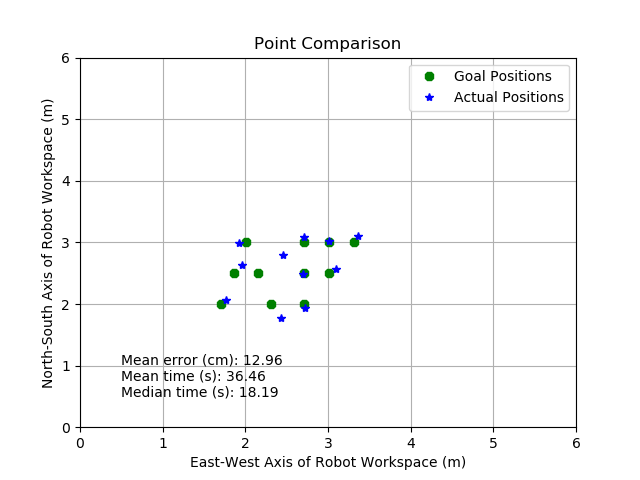 Point Comparison
6
5
4
3
2
1
0
North-South Axis of Robot Workspace (m)
Goal Positions
Actual Positions
Mean error (cm): 12.96
Mean time (s): 36.46
Median time (s): 18.19
0 1 2 3 4 5 6
East-West Axis of Robot Workspace (m)